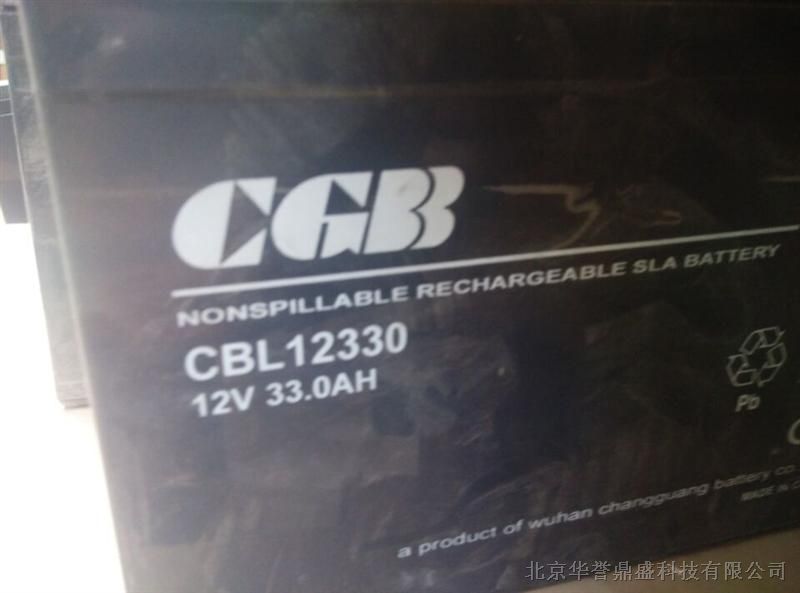 CGB
NONSPILLABLE RECHARGEABLE SLA BATTERY
CBL12330
12V 33.0AH
Pb
a product of wuhan changguang battery co.
MADE IN C
北京华誉鼎盛科技有限公司